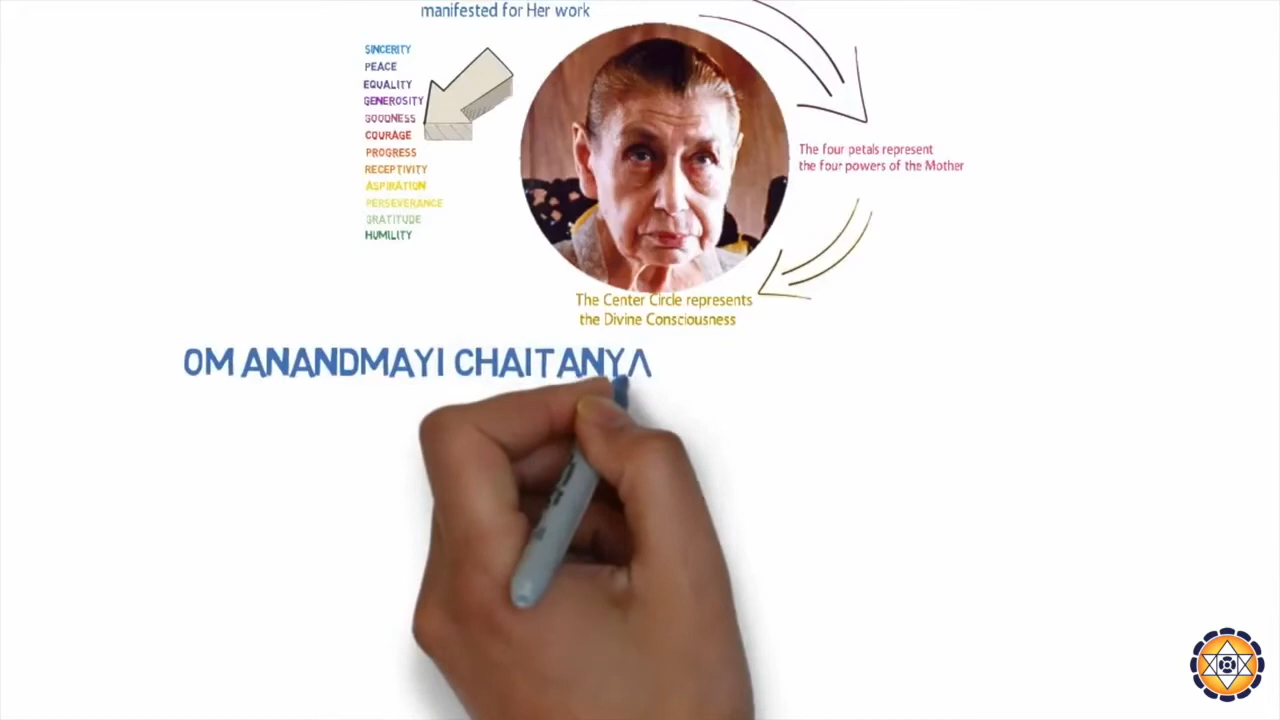 manifested for Her work
SINCERITY
PEACE
EQUALITY
GENEROSITY
GOODNESS
COURAGE
PROGRESS
RECEPTIVITY
ASPIRATION
PERSEVERANCE
GRATITUDE
HUMILITY
The four petals represent
the four powers of the Mother
The Center Circle represents
the Divine Consciousness
OM ANANDMAYI CHAITANYA